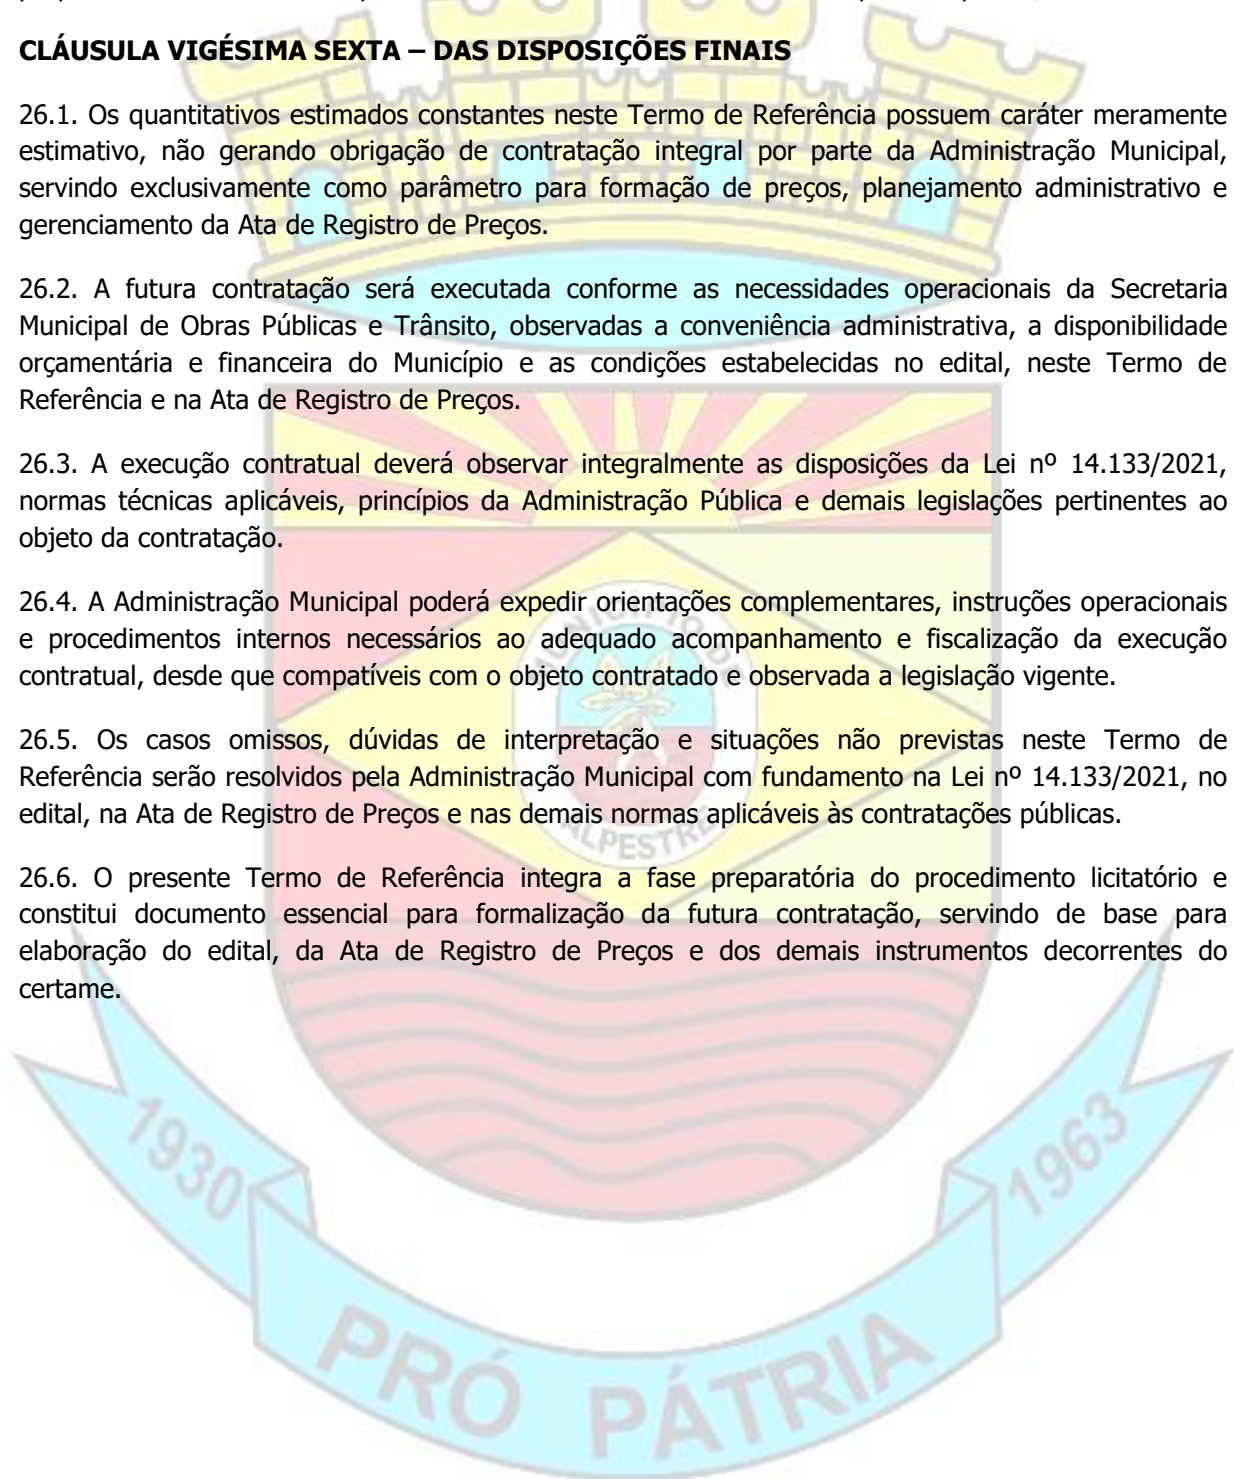 CLÁUSULA VIGÉSIMA SEXTA – DAS DISPOSIÇÕES FINAIS
26.1. Os quantitativos estimados constantes neste Termo de Referência possuem caráter meramente
estimativo, não gerando obrigação de contratação integral por parte da Administração Municipal,
servindo exclusivamente como parâmetro para formação de preços, planejamento administrativo e
gerenciamento da Ata de Registro de Preços.
26.2. A futura contratação será executada conforme as necessidades operacionais da Secretaria
Municipal de Obras Públicas e Trânsito, observadas a conveniência administrativa, a disponibilidade
orçamentária e financeira do Município e as condições estabelecidas no edital, neste Termo de
Referência e na Ata de Registro de Preços.
26.3. A execução contratual deverá observar integralmente as disposições da Lei nº 14.133/2021,
normas técnicas aplicáveis, princípios da Administração Pública e demais legislações pertinentes ao
objeto da contratação.
26.4. A Administração Municipal poderá expedir orientações complementares, instruções operacionais
e procedimentos internos necessários ao adequado acompanhamento e fiscalização da execução
contratual, desde que compatíveis com o objeto contratado e observada a legislação vigente.
26.5. Os casos omissos, dúvidas de interpretação e situações não previstas neste Termo de
Referência serão resolvidos pela Administração Municipal com fundamento na Lei nº 14.133/2021, no
edital, na Ata de Registro de Preços e nas demais normas aplicáveis às contratações públicas.
26.6. O presente Termo de Referência integra a fase preparatória do procedimento licitatório e
constitui documento essencial para formalização da futura contratação, servindo de base para
elaboração do edital, da Ata de Registro de Preços e dos demais instrumentos decorrentes do
certame.
MUNICÍPIO DE
ALPESTRE
1930
PRÓ PÁTRIA
1963